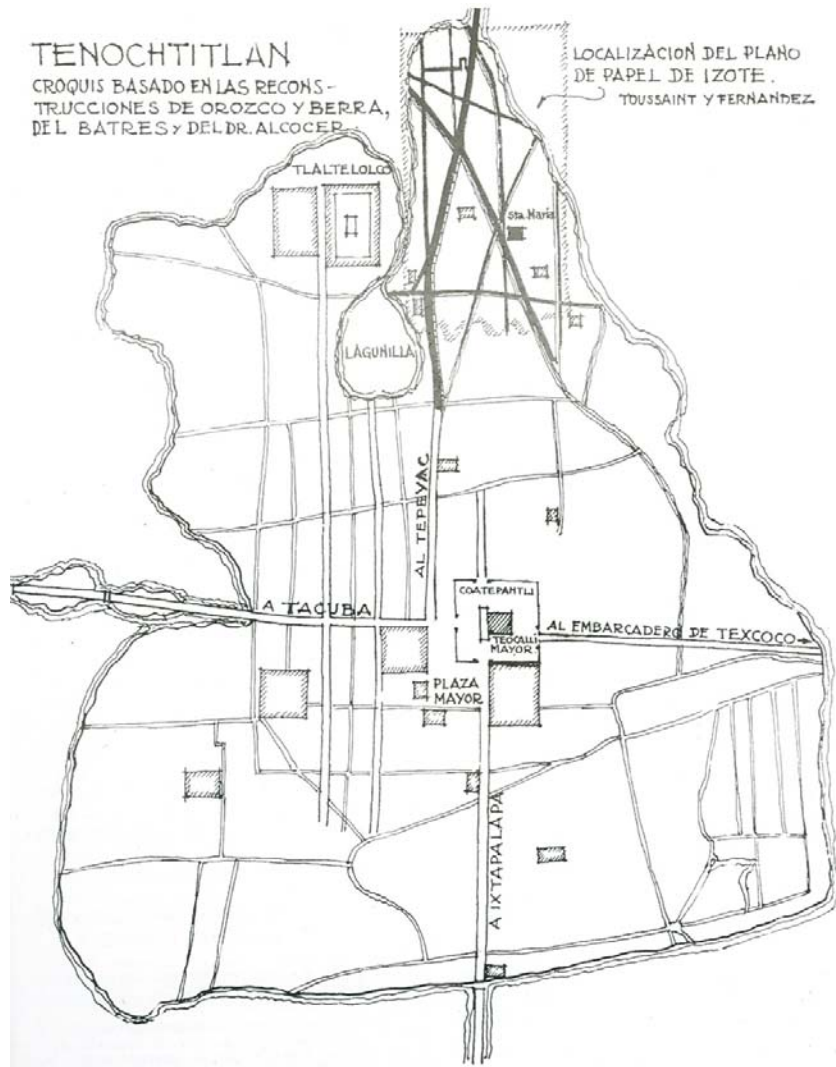 TENOCHTITLAN
CROQUIS BASADO EN LAS RECONS-
TRUCCIONES DE OROZCO Y BERRA,
DEL BATRES Y DEL DR. ALCOCER
LOCALIZACION DEL PLANO
DE PAPEL DE IZOTE.
TOUSSAINT Y FERNANDEZ
TLALTELOLCO
Sta. María
LAGUNILLA
AL TEPEYAC
COATEPANTLI
A TACUBA
TEOCALLI
MAYOR
AL EMBARCADERO DE TEXCOCO
PLAZA
MAYOR
A IXTAPALAPA